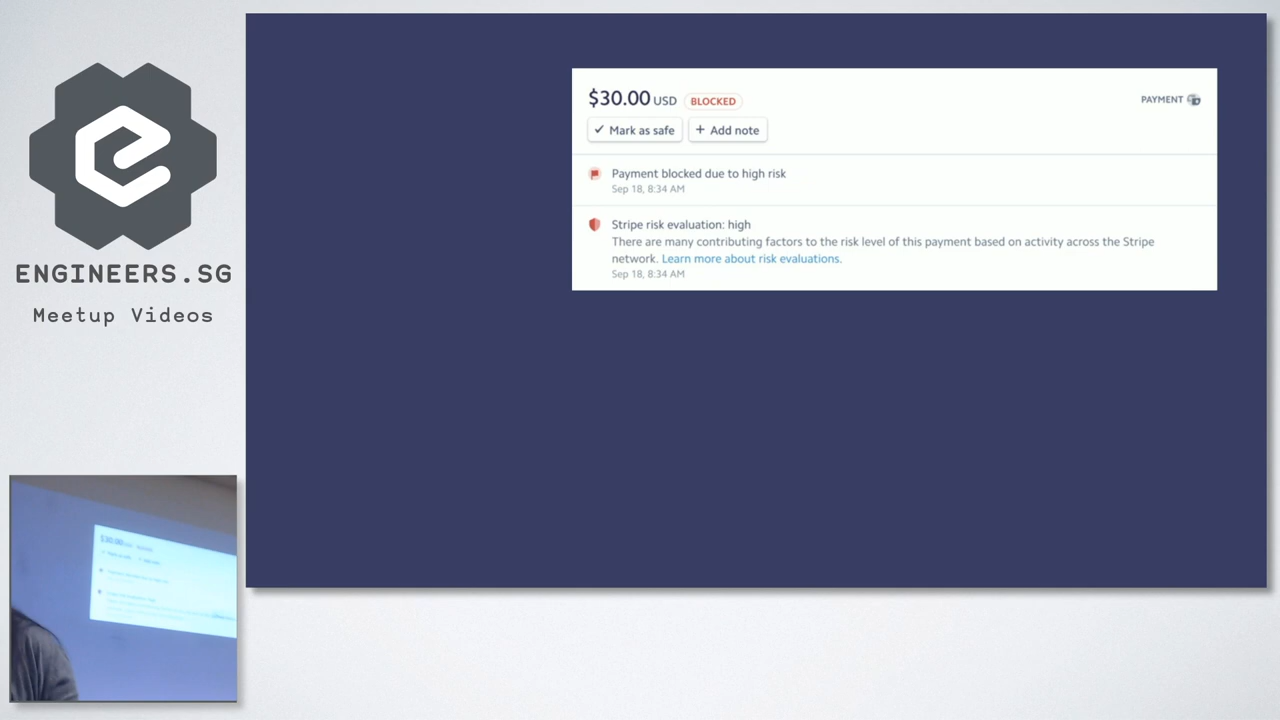 ENGINEERS.SG
Meetup Videos
$30.00 USD BLOCKED
PAYMENT
Mark as safe
Add note
Payment blocked due to high risk
Sep 18, 8:34 AM
Stripe risk evaluation: high
There are many contributing factors to the risk level of this payment based on activity across the Stripe
network. Learn more about risk evaluations.
Sep 18, 8:34 AM
$30.00